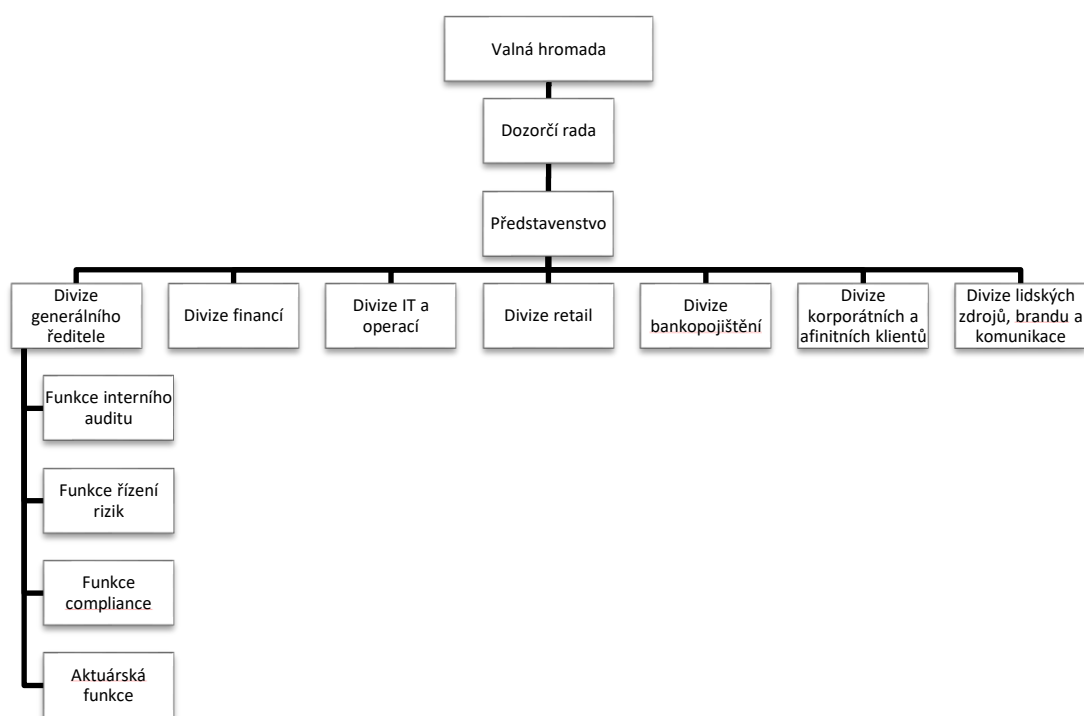 Valná hromada
Dozorčí rada
Představenstvo
Divize
generálního
ředitele
Divize financí
Divize IT a
operací
Divize retail
Divize
bankopojištění
Divize
korporátních a
afinitních klientů
Divize lidských
zdrojů, brandu a
komunikace
Funkce interního
auditu
Funkce řízení
rizik
Funkce
compliance
Aktuárská
funkce